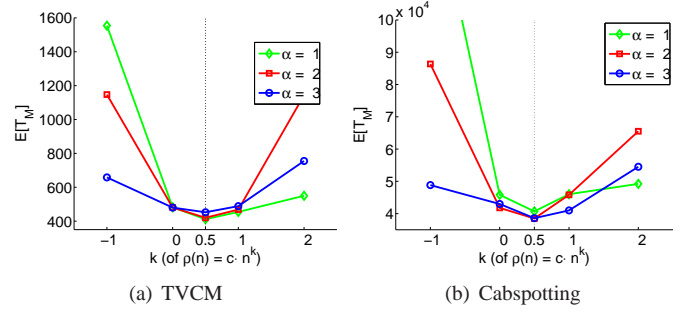 1600
1400
1200
1000
800
600
400
E[T_M]
−1 0 0.5 1 2
k (of ρ(n) = c· n^k)
α = 1
α = 2
α = 3
(a) TVCM
x 10^4
10
9
8
7
6
5
4
E[T_M]
−1 0 0.5 1 2
k (of ρ(n) = c· n^k)
α = 1
α = 2
α = 3
(b) Cabspotting